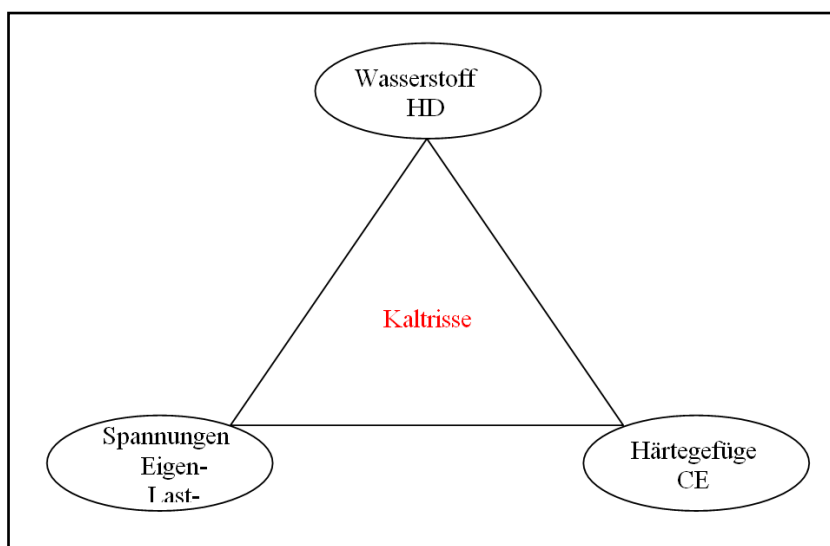 Wasserstoff
HD
Kaltrisse
Spannungen
Eigen-
Last-
Härtegefüge
CE